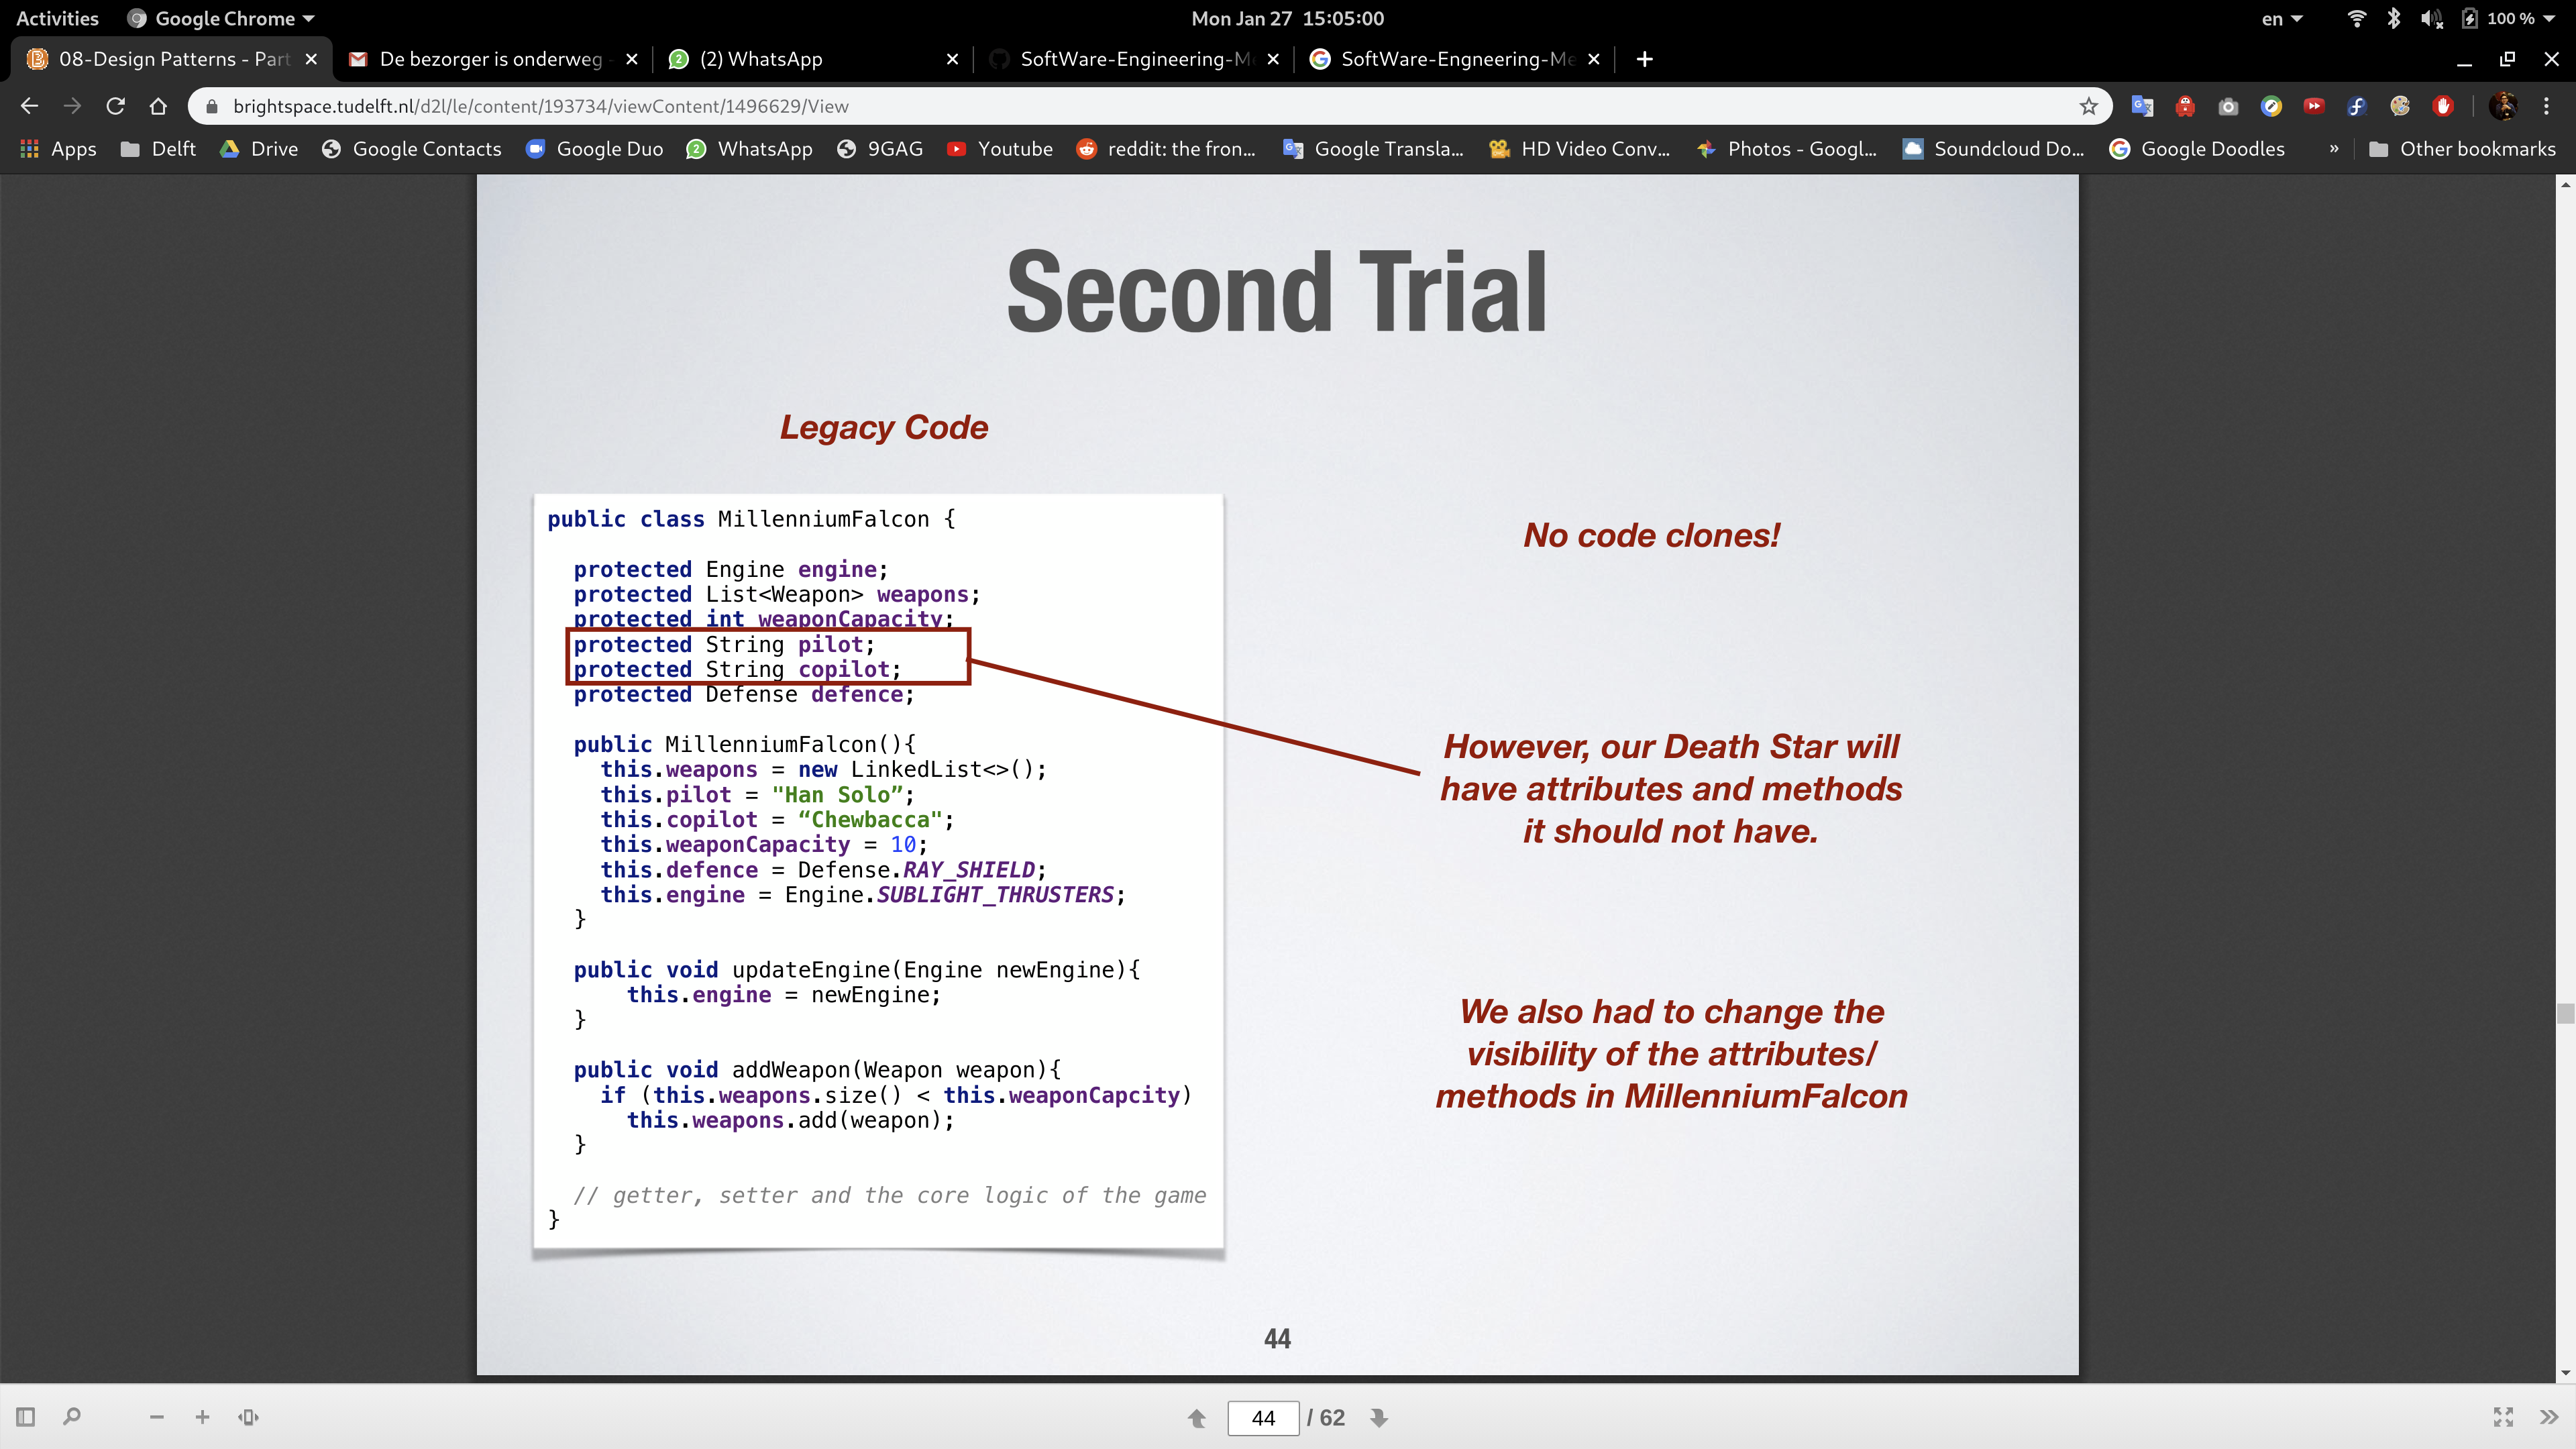 Activities Google Chrome Mon Jan 27 15:05:00 en 100 %
08-Design Patterns - Part De bezorger is onderweg - (2) WhatsApp SoftWare-Engineering-Me SoftWare-Engneering-Me
brightspace.tudelft.nl/d2l/le/content/193734/viewContent/1496629/View
Apps Delft Drive Google Contacts Google Duo 2 WhatsApp 9GAG Youtube reddit: the fron... Google Transla... HD Video Conv... Photos - Googl... Soundcloud Do... Google Doodles » Other bookmarks
Second Trial
Legacy Code
public class MillenniumFalcon {
protected Engine engine;
protected List<Weapon> weapons;
protected int weaponCapacity;
protected String pilot;
protected String copilot;
protected Defense defence;
public MillenniumFalcon(){
this.weapons = new LinkedList<>();
this.pilot = "Han Solo”;
this.copilot = “Chewbacca";
this.weaponCapacity = 10;
this.defence = Defense.RAY_SHIELD;
this.engine = Engine.SUBLIGHT_THRUSTERS;
}
public void updateEngine(Engine newEngine){
this.engine = newEngine;
}
public void addWeapon(Weapon weapon){
if (this.weapons.size() < this.weaponCapcity)
this.weapons.add(weapon);
}
// getter, setter and the core logic of the game
}
No code clones!
However, our Death Star will
have attributes and methods
it should not have.
We also had to change the
visibility of the attributes/
methods in MillenniumFalcon
44
44 / 62